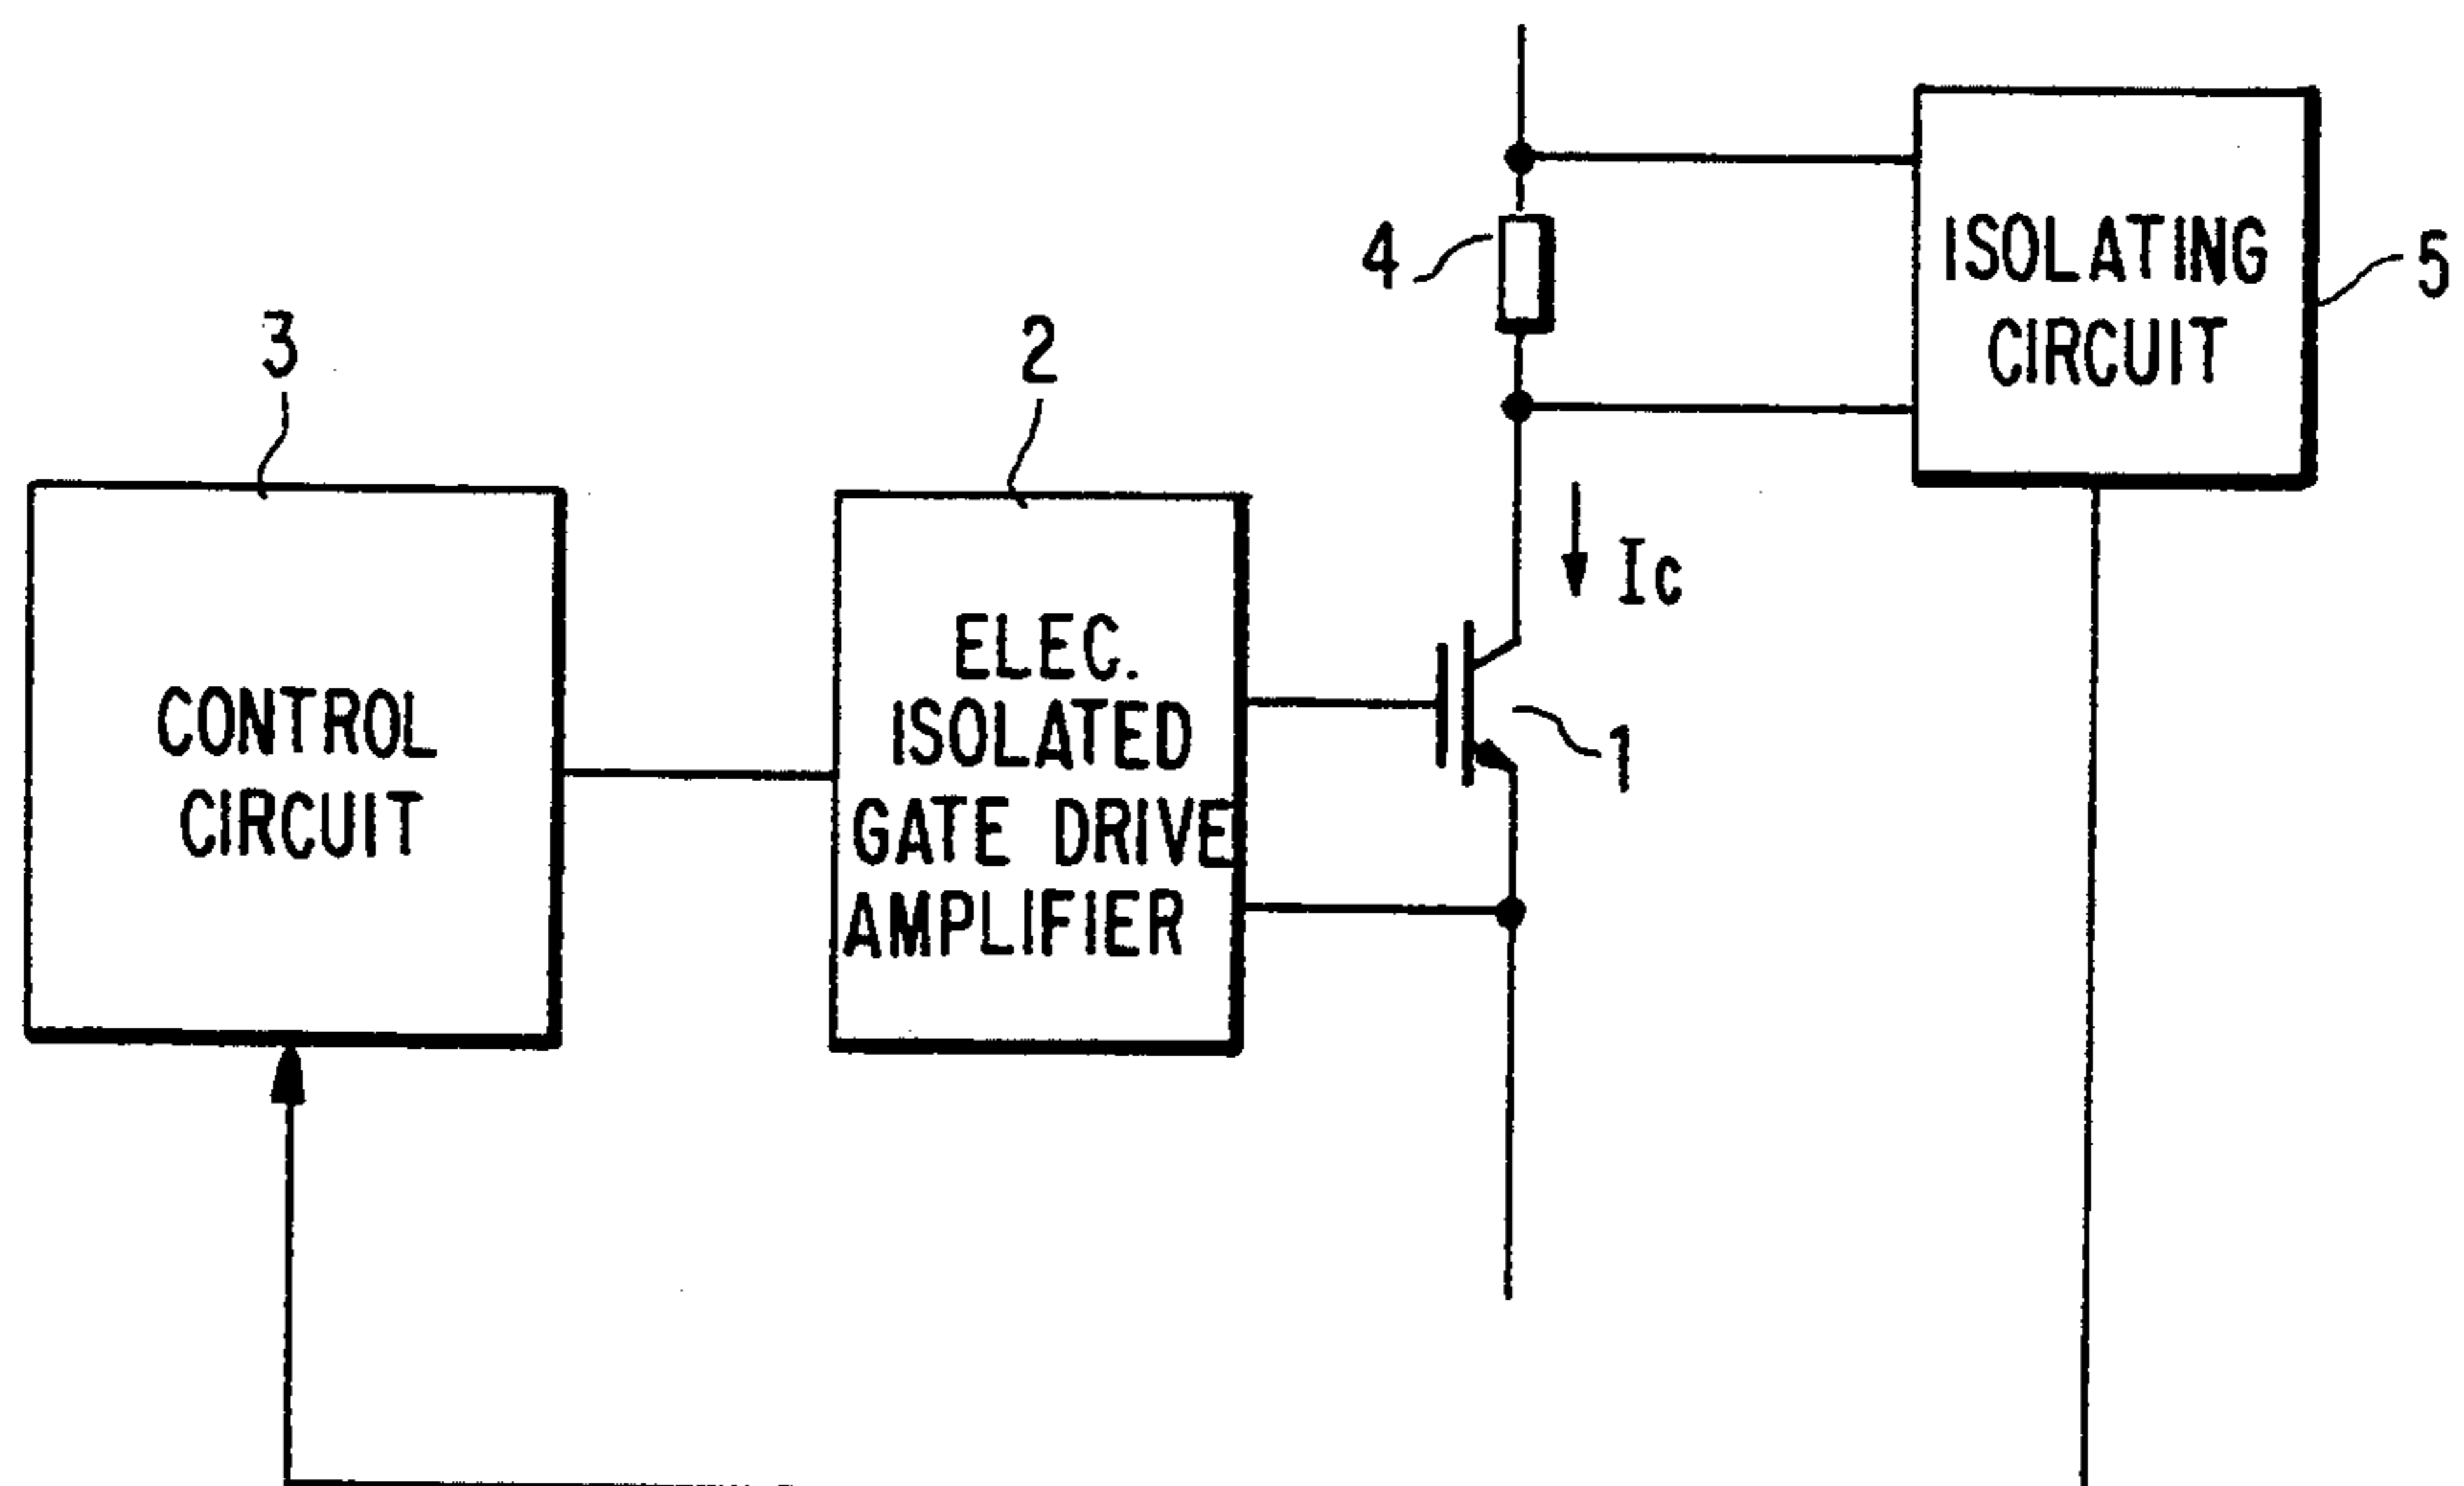 3
CONTROL
CIRCUIT
2
ELEC.
ISOLATED
GATE DRIVE
AMPLIFIER
4
Ic
1
ISOLATING
CIRCUIT
5